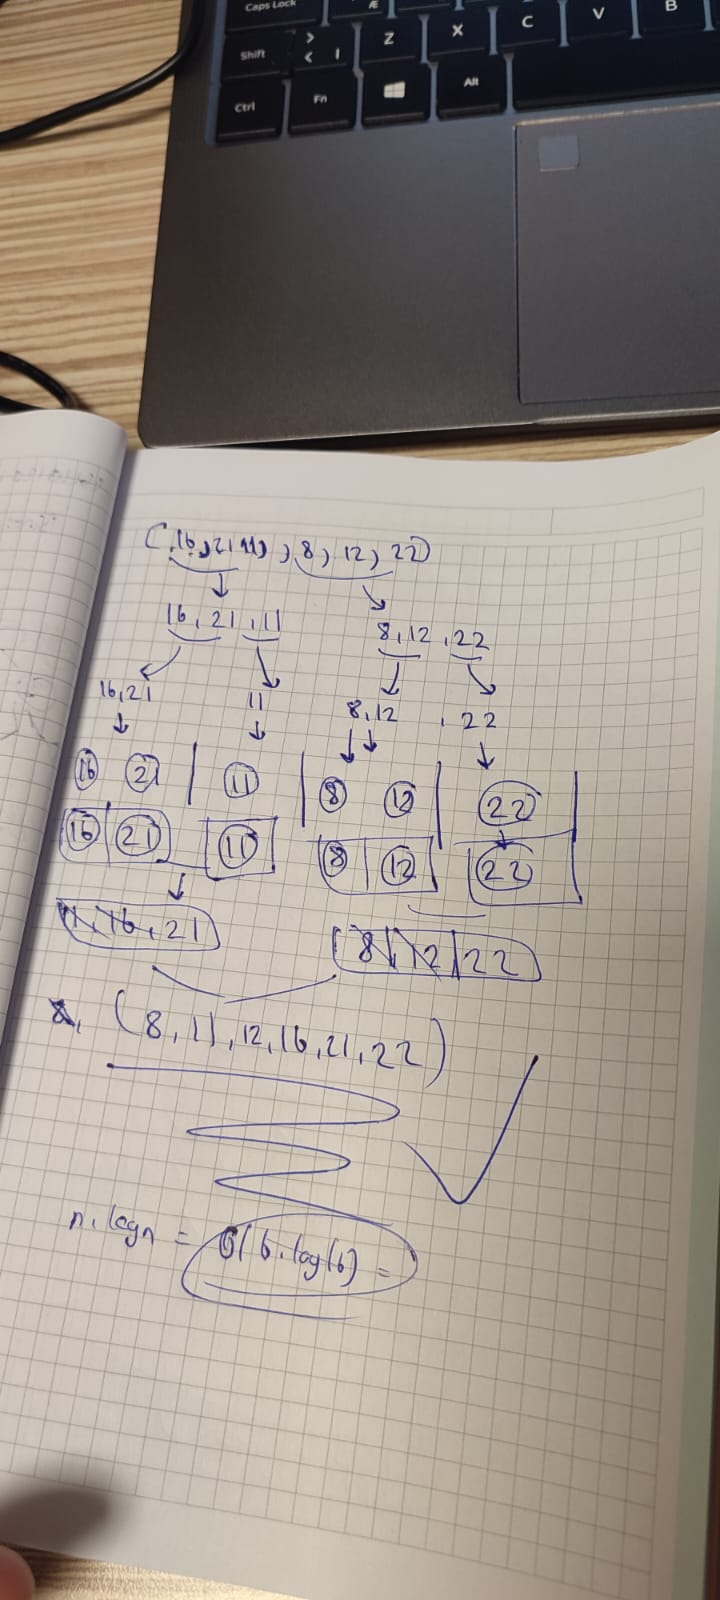 Caps Lock Æ
Shift > < | Z X C V B
Ctrl Fn Alt
(16, 21, 11, 8, 12, 22)
16, 21, 11 8, 12, 22
16, 21 11 8, 12 , 22
16 21 | 11 | 8 12 | 22
16 21 11 8 12 22
11, 16, 21 8, 12, 22
8, (8, 11, 12, 16, 21, 22)
n. logn = O(6. log(6) =